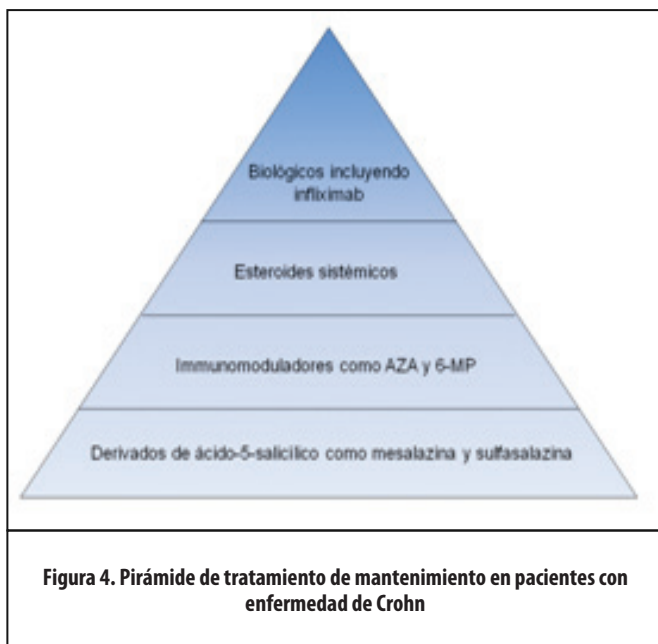 Biológicos incluyendo
infliximab
Esteroides sistémicos
Immunomoduladores como AZA y 6-MP
Derivados de ácido-5-salicílico como mesalazina y sulfasalazina
Figura 4. Pirámide de tratamiento de mantenimiento en pacientes con
enfermedad de Crohn